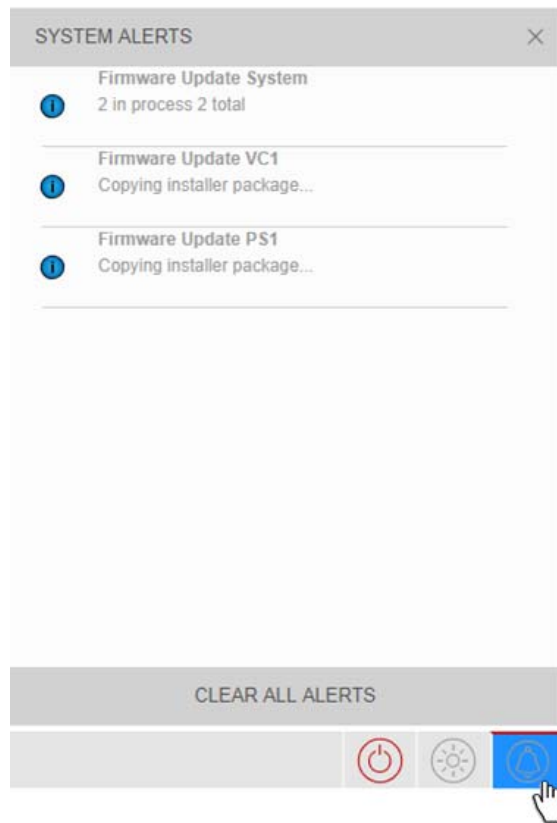 SYSTEM ALERTS
Firmware Update System
2 in process 2 total
Firmware Update VC1
Copying installer package...
Firmware Update PS1
Copying installer package...
CLEAR ALL ALERTS